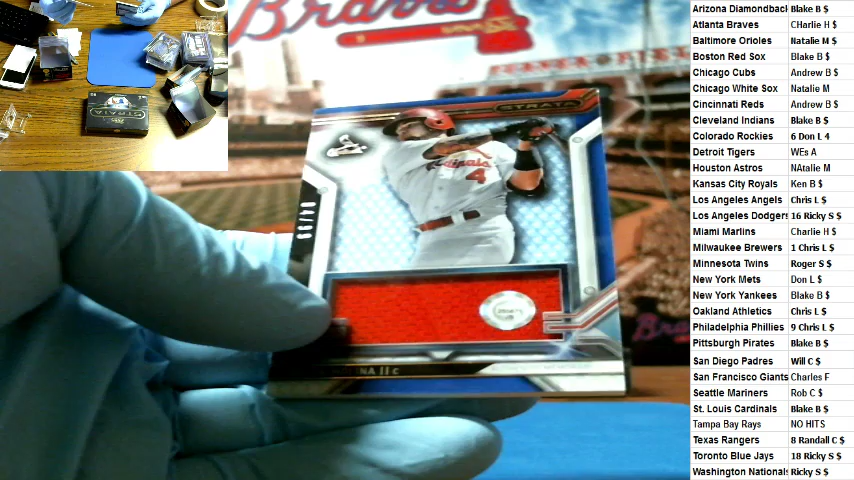 Braves
STRATA
Cardinals
4
04/99
INA || C
STRATA
Arizona Diamondback Blake B $
Atlanta Braves CHarlie H $
Baltimore Orioles Natalie M $
Boston Red Sox Blake B $
Chicago Cubs Andrew B $
Chicago White Sox Natalie M
Cincinnati Reds Andrew B $
Cleveland Indians Blake B $
Colorado Rockies 6 Don L 4
Detroit Tigers WEs A
Houston Astros NAtalie M
Kansas City Royals Ken B $
Los Angeles Angels Chris L $
Los Angeles Dodgers 16 Ricky S $
Miami Marlins Charlie H $
Milwaukee Brewers 1 Chris L $
Minnesota Twins Roger S $
New York Mets Don L $
New York Yankees Blake B $
Oakland Athletics Chris L $
Philadelphia Phillies 9 Chris L $
Pittsburgh Pirates Blake B $
San Diego Padres Will C $
San Francisco Giants Charles F
Seattle Mariners Rob C $
St. Louis Cardinals Blake B $
Tampa Bay Rays NO HITS
Texas Rangers 8 Randall C $
Toronto Blue Jays 18 Ricky S $
Washington Nationals Ricky S $